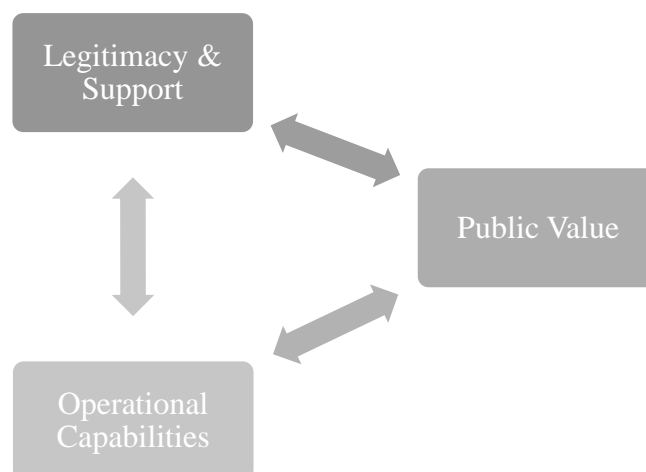 Legitimacy &
Support
Public Value
Operational
Capabilities